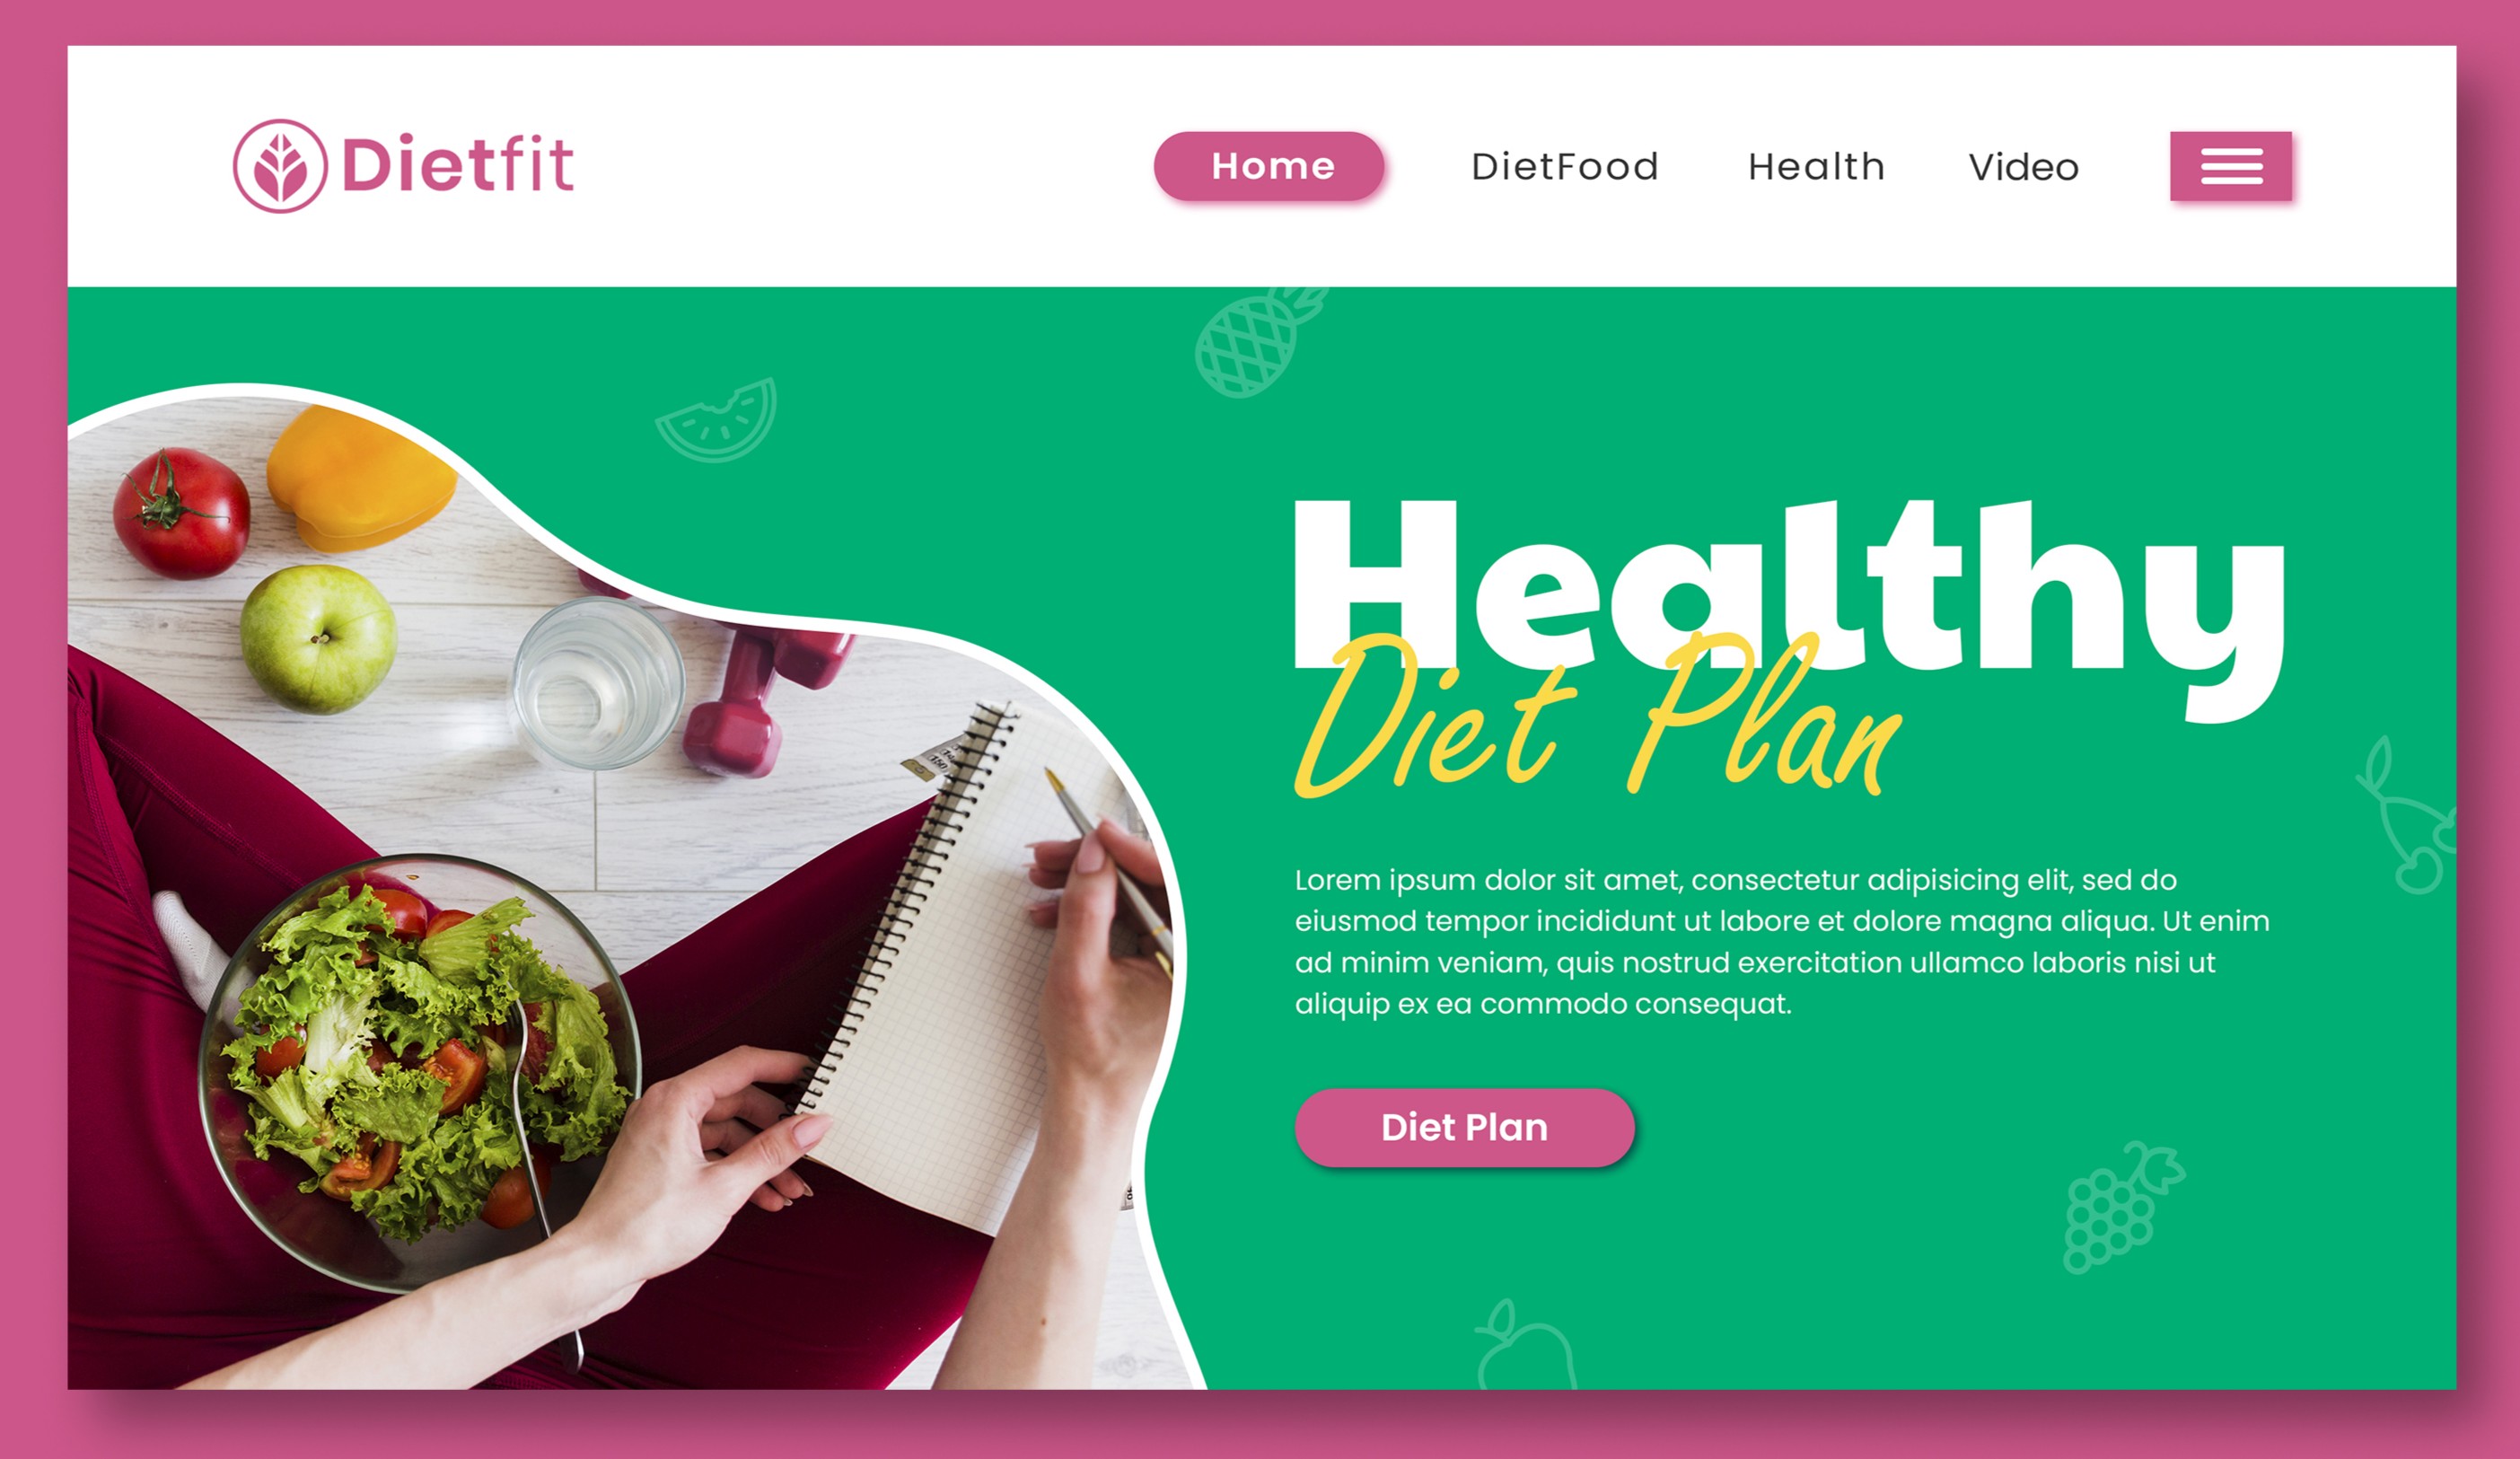 Dietfit
Home DietFood Health Video
Healthy
Diet Plan
Lorem ipsum dolor sit amet, consectetur adipisicing elit, sed do
eiusmod tempor incididunt ut labore et dolore magna aliqua. Ut enim
ad minim veniam, quis nostrud exercitation ullamco laboris nisi ut
aliquip ex ea commodo consequat.
Diet Plan